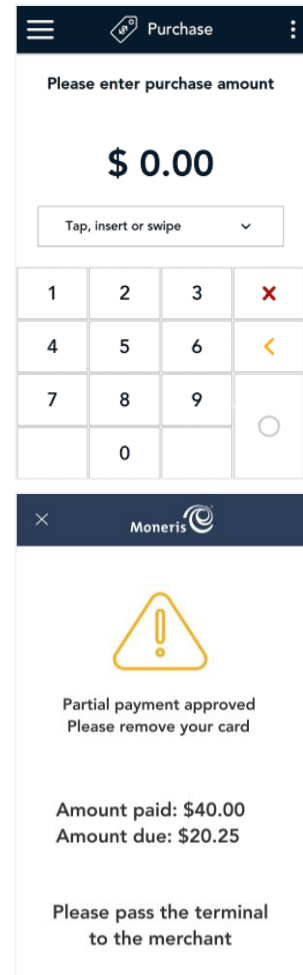 Purchase
Please enter purchase amount
$ 0.00
Tap, insert or swipe
1 2 3
4 5 6
7 8 9
0
Moneris
Partial payment approved
Please remove your card
Amount paid: $40.00
Amount due: $20.25
Please pass the terminal
to the merchant